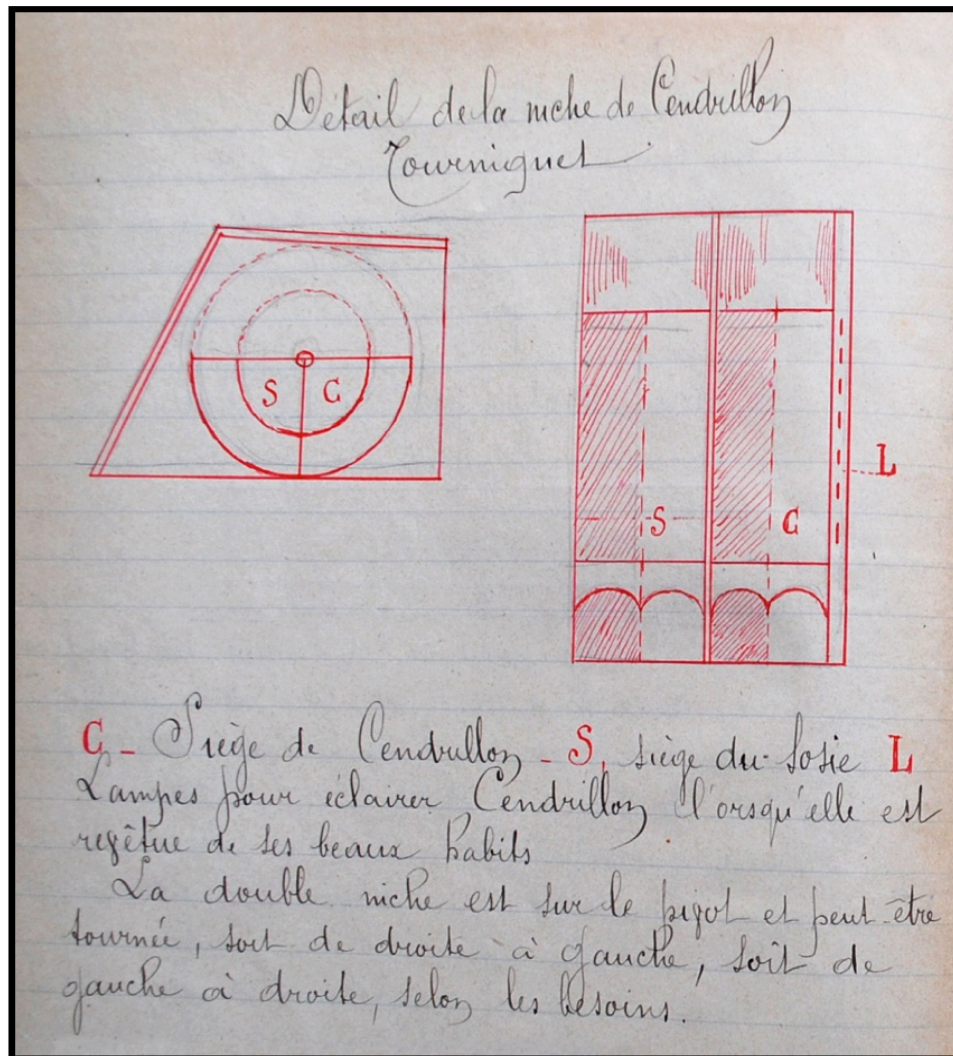 Détail de la niche de Cendrillon
Tourniquet
S C
L
S C
C - Siège de Cendrillon - S, siège du sosie L
Lampes pour éclairer Cendrillon l'orsqu'elle est
revêtue de ses beaux habits
La double niche est sur le pivot et peut être
tournée, soit de droite à gauche, soit de
gauche à droite, selon les besoins.